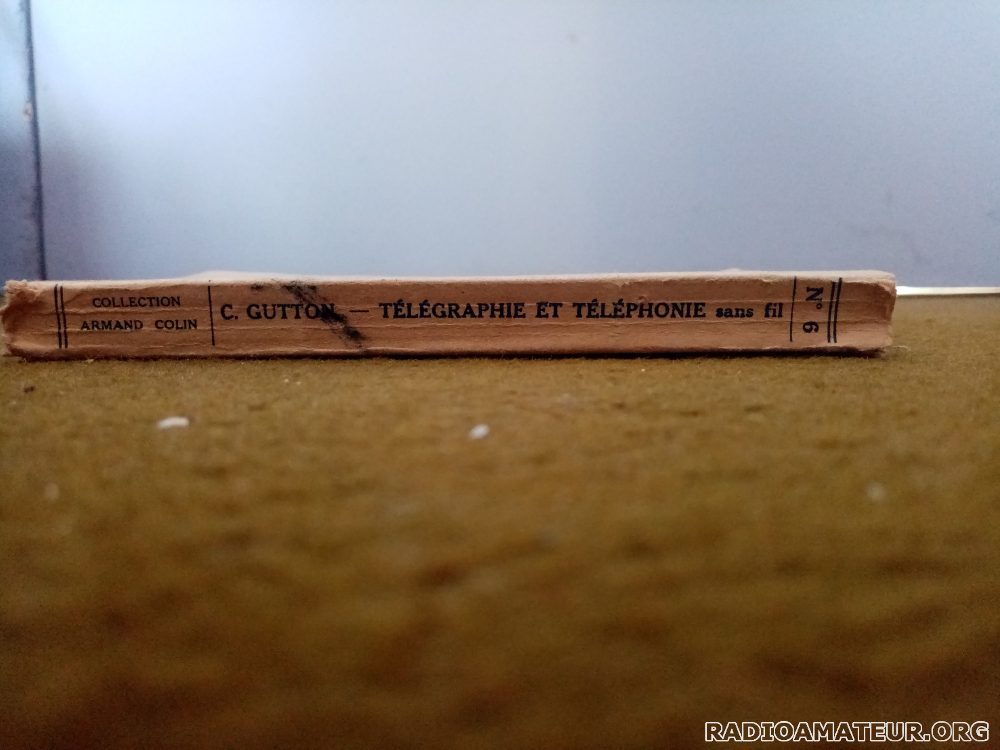 COLLECTION
ARMAND COLIN
C. GUTTON. — TÉLÉGRAPHIE ET TÉLÉPHONIE sans fil
N° 6
RADIOAMATEUR.ORG